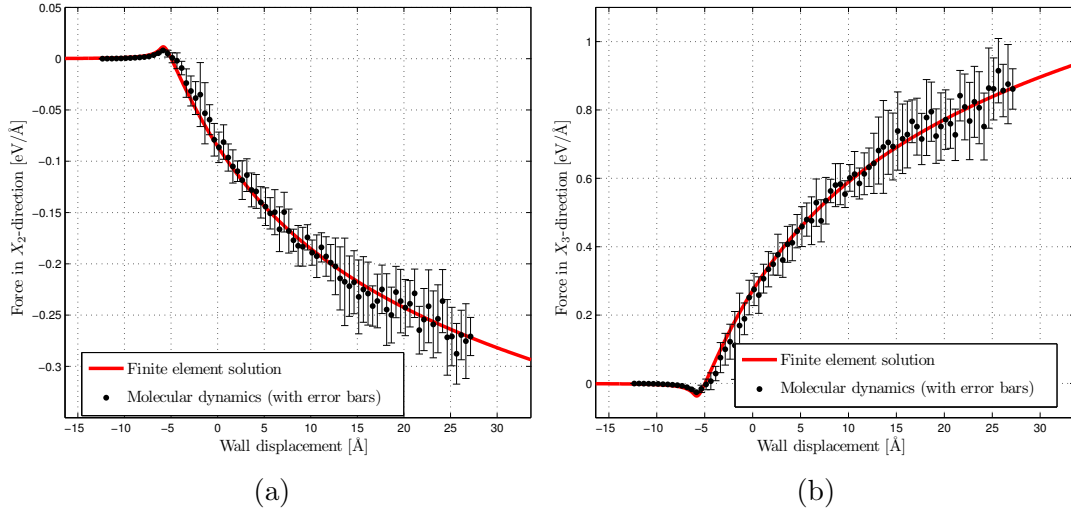 0.05
0
−0.05
−0.1
−0.15
−0.2
−0.25
−0.3
Force in X2-direction [eV/Å]
Finite element solution
Molecular dynamics (with error bars)
−15 −10 −5 0 5 10 15 20 25 30
Wall displacement [Å]
(a)
1
0.8
0.6
0.4
0.2
0
Force in X3-direction [eV/Å]
Finite element solution
Molecular dynamics (with error bars)
−15 −10 −5 0 5 10 15 20 25 30
Wall displacement [Å]
(b)